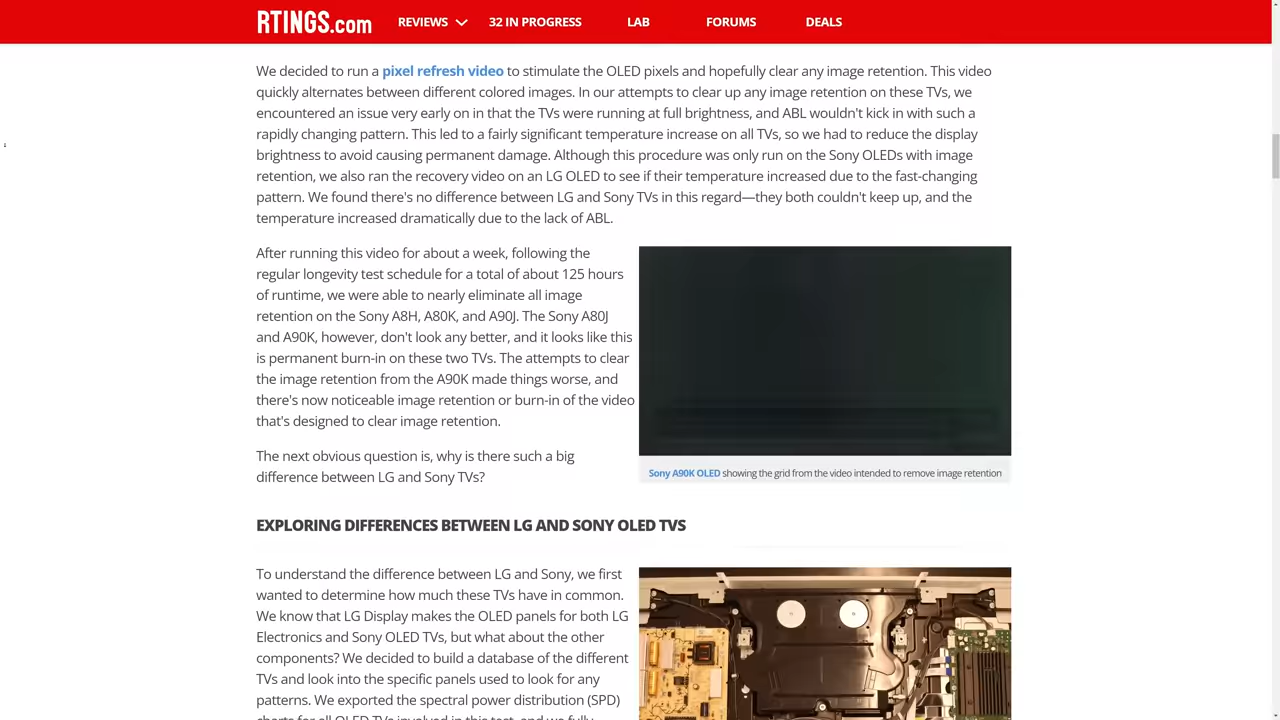 RTINGS.com
REVIEWS
32 IN PROGRESS
LAB
FORUMS
DEALS
We decided to run a pixel refresh video to stimulate the OLED pixels and hopefully clear any image retention. This video
quickly alternates between different colored images. In our attempts to clear up any image retention on these TVs, we
encountered an issue very early on in that the TVs were running at full brightness, and ABL wouldn't kick in with such a
rapidly changing pattern. This led to a fairly significant temperature increase on all TVs, so we had to reduce the display
brightness to avoid causing permanent damage. Although this procedure was only run on the Sony OLEDs with image
retention, we also ran the recovery video on an LG OLED to see if their temperature increased due to the fast-changing
pattern. We found there's no difference between LG and Sony TVs in this regard—they both couldn't keep up, and the
temperature increased dramatically due to the lack of ABL.
After running this video for about a week, following the
regular longevity test schedule for a total of about 125 hours
of runtime, we were able to nearly eliminate all image
retention on the Sony A8H, A80K, and A90J. The Sony A80J
and A90K, however, don't look any better, and it looks like this
is permanent burn-in on these two TVs. The attempts to clear
the image retention from the A90K made things worse, and
there's now noticeable image retention or burn-in of the video
that's designed to clear image retention.
Sony A90K OLED showing the grid from the video intended to remove image retention
The next obvious question is, why is there such a big
difference between LG and Sony TVs?
EXPLORING DIFFERENCES BETWEEN LG AND SONY OLED TVS
To understand the difference between LG and Sony, we first
wanted to determine how much these TVs have in common.
We know that LG Display makes the OLED panels for both LG
Electronics and Sony OLED TVs, but what about the other
components? We decided to build a database of the different
TVs and look into the specific panels used to look for any
patterns. We exported the spectral power distribution (SPD)
charts for all OLED TVs involved in this test, and we fully